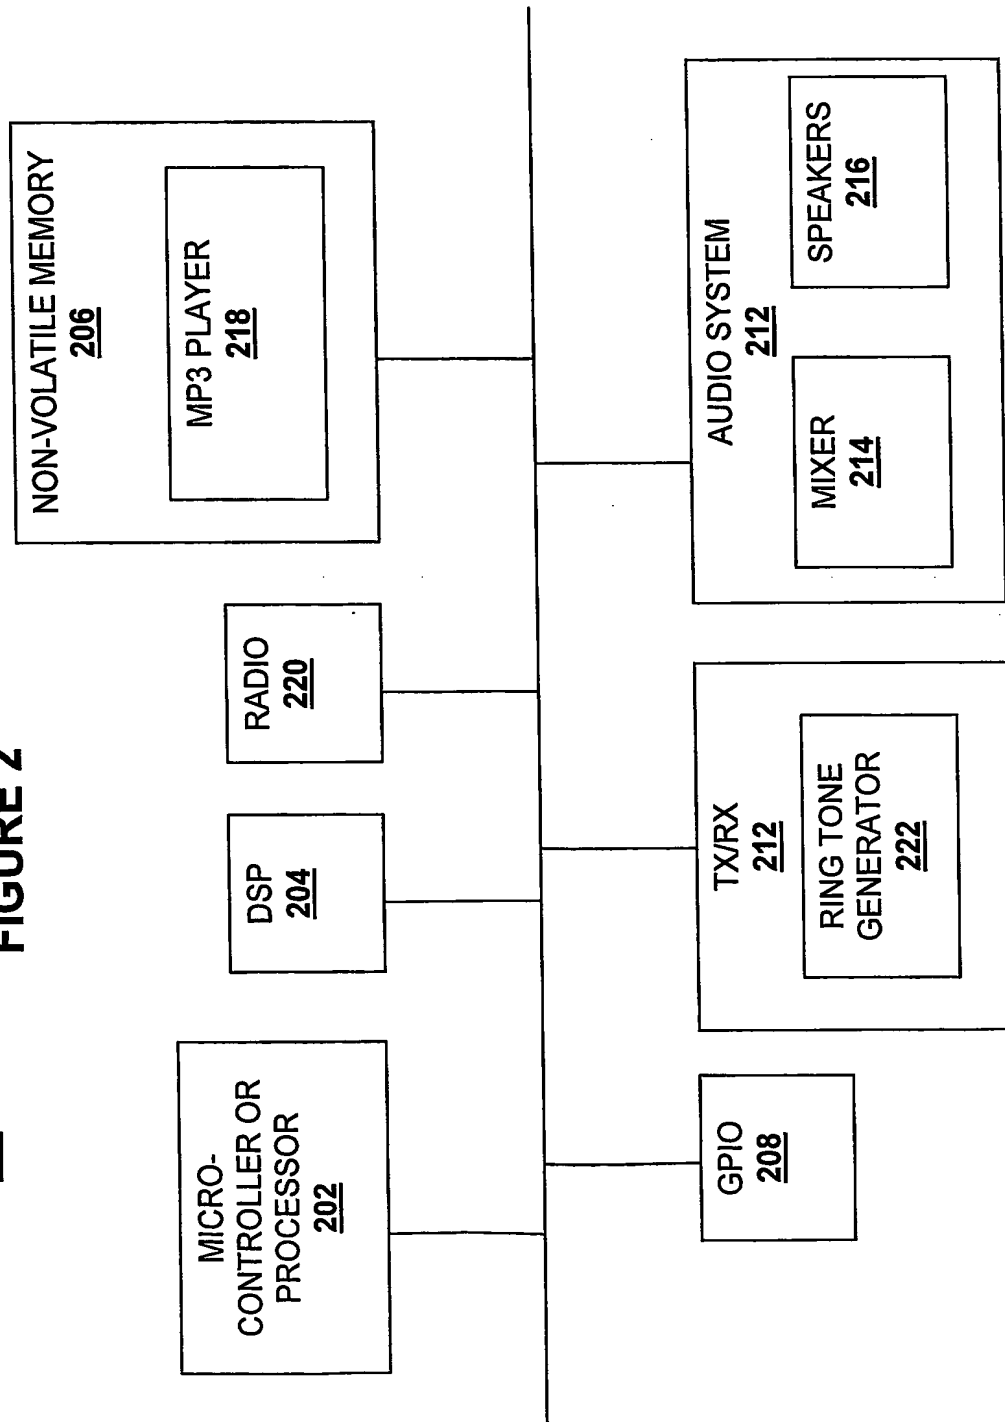 FIGURE 2
MICRO-
CONTROLLER OR
PROCESSOR
202
DSP
204
RADIO
220
NON-VOLATILE MEMORY
206
MP3 PLAYER
218
GPIO
208
TX/RX
212
RING TONE
GENERATOR
222
AUDIO SYSTEM
212
MIXER
214
SPEAKERS
216